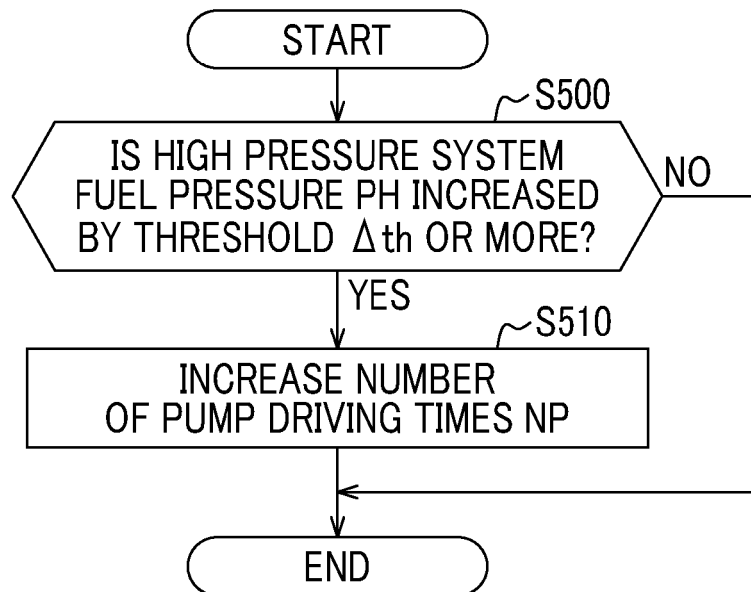 START
S500
IS HIGH PRESSURE SYSTEM
FUEL PRESSURE PH INCREASED
BY THRESHOLD Δth OR MORE?
NO
YES
S510
INCREASE NUMBER
OF PUMP DRIVING TIMES NP
END